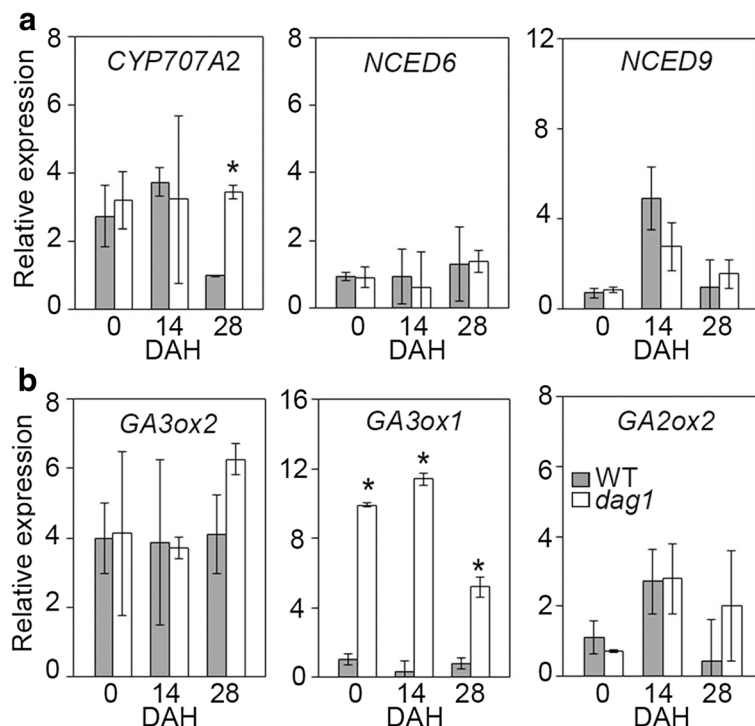 a
CYP707A2
NCED6
NCED9
Relative expression
8
6
4
2
0
*
0 14 28
DAH
8
6
4
2
0
0 14 28
DAH
12
8
4
0
0 14 28
DAH
b
GA3ox2
GA3ox1
GA2ox2
Relative expression
8
6
4
2
0
0 14 28
DAH
16
12
8
4
0
* * *
0 14 28
DAH
8
6
4
2
0
WT
dag1
0 14 28
DAH